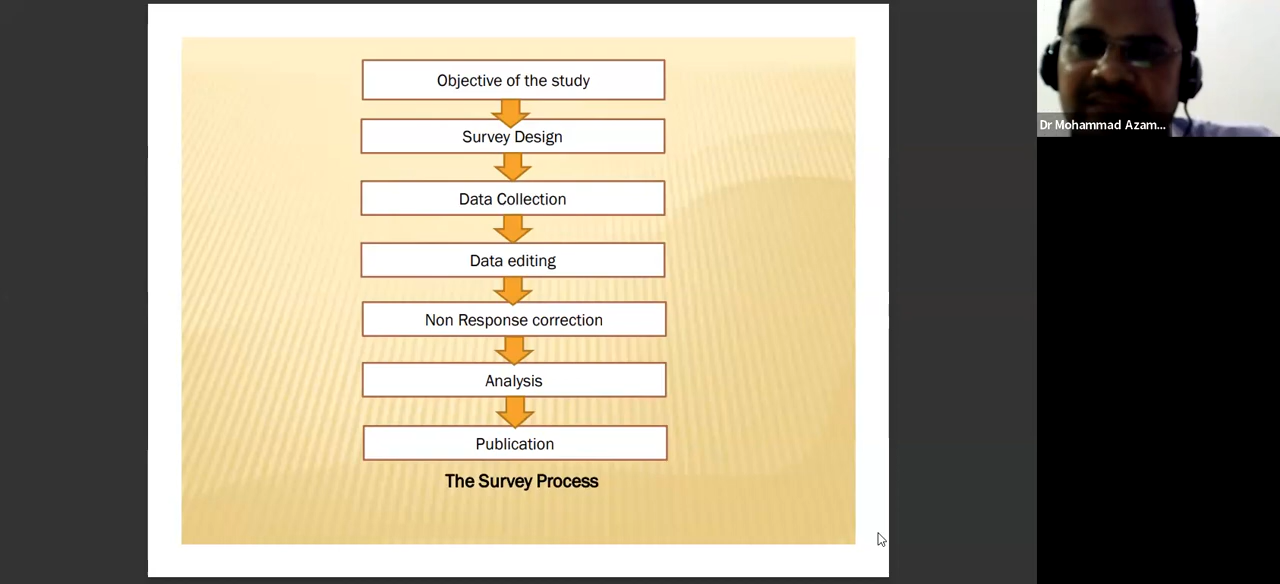 Objective of the study
Survey Design
Data Collection
Data editing
Non Response correction
Analysis
Publication
The Survey Process
Dr Mohammad Azam...